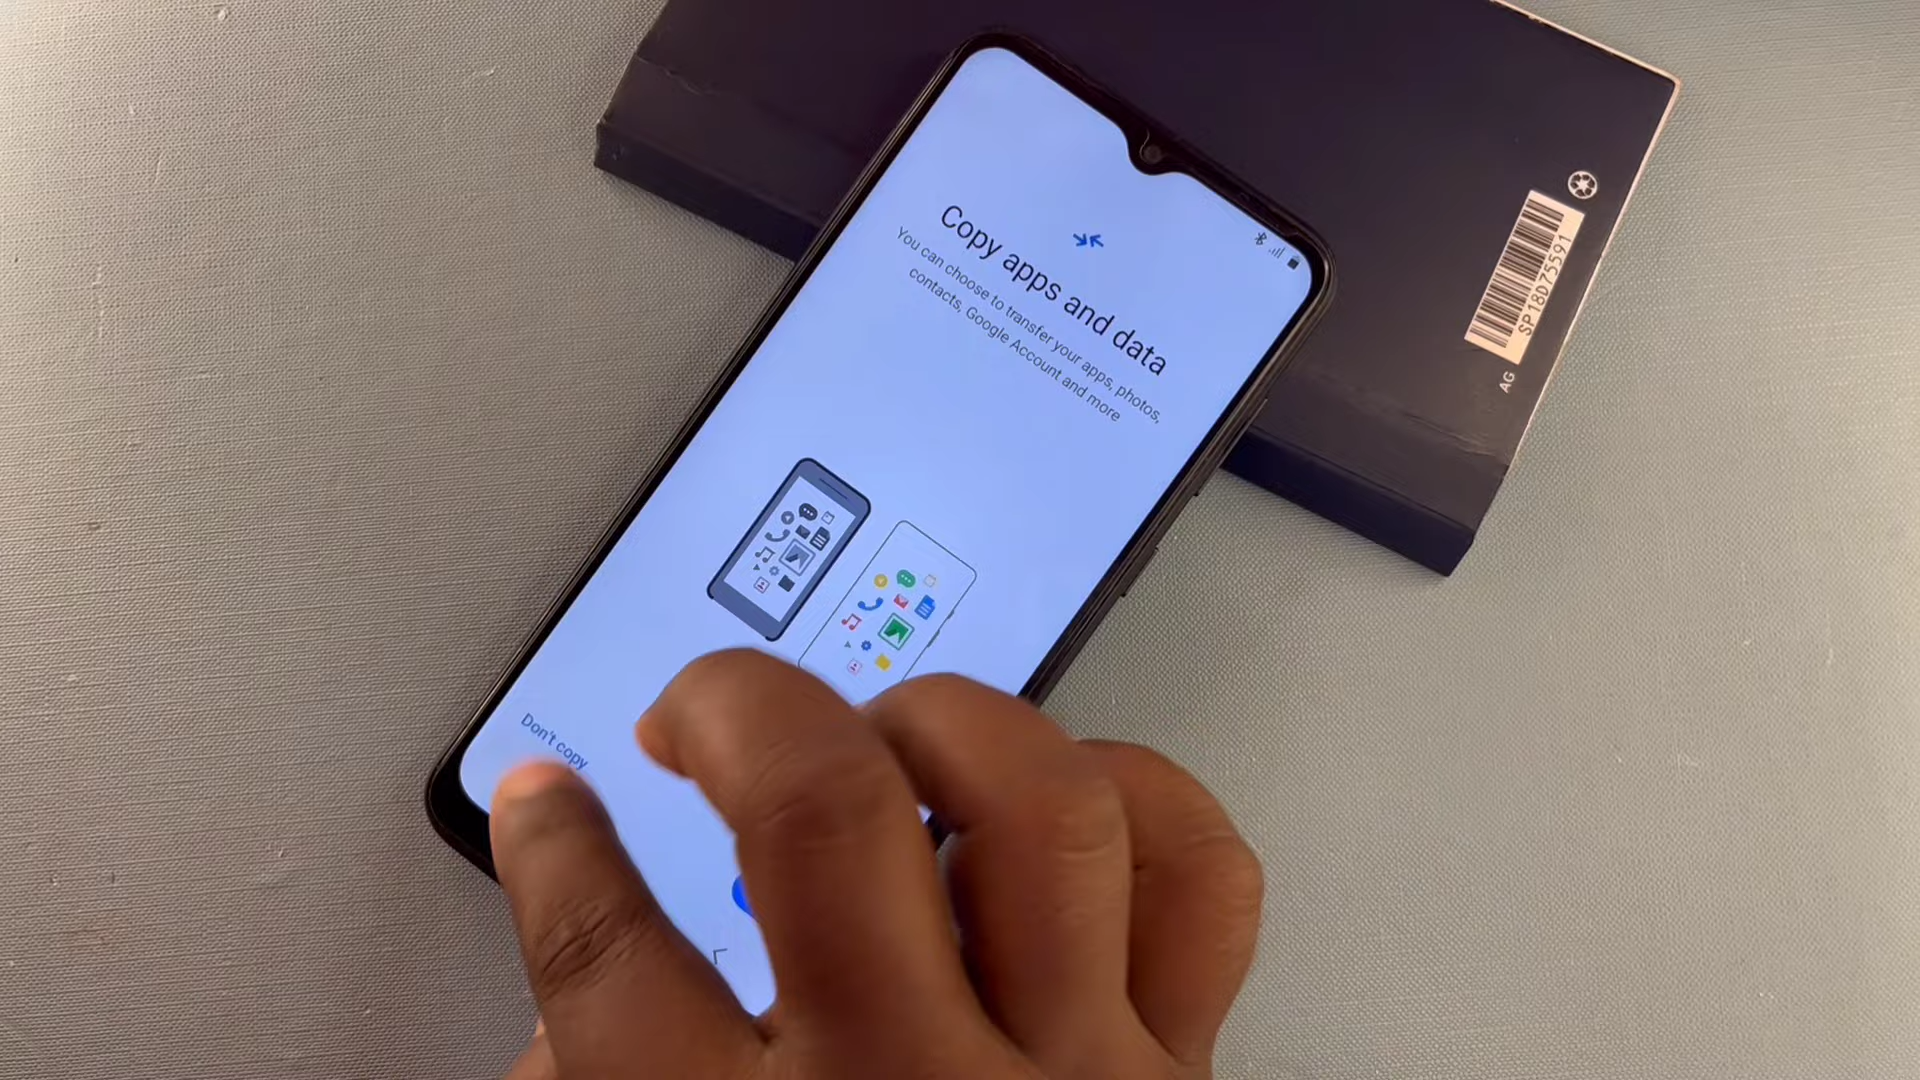 Copy apps and data
You can choose to transfer your apps, photos,
contacts, Google Account and more
Don't copy
SP18D75591
AG